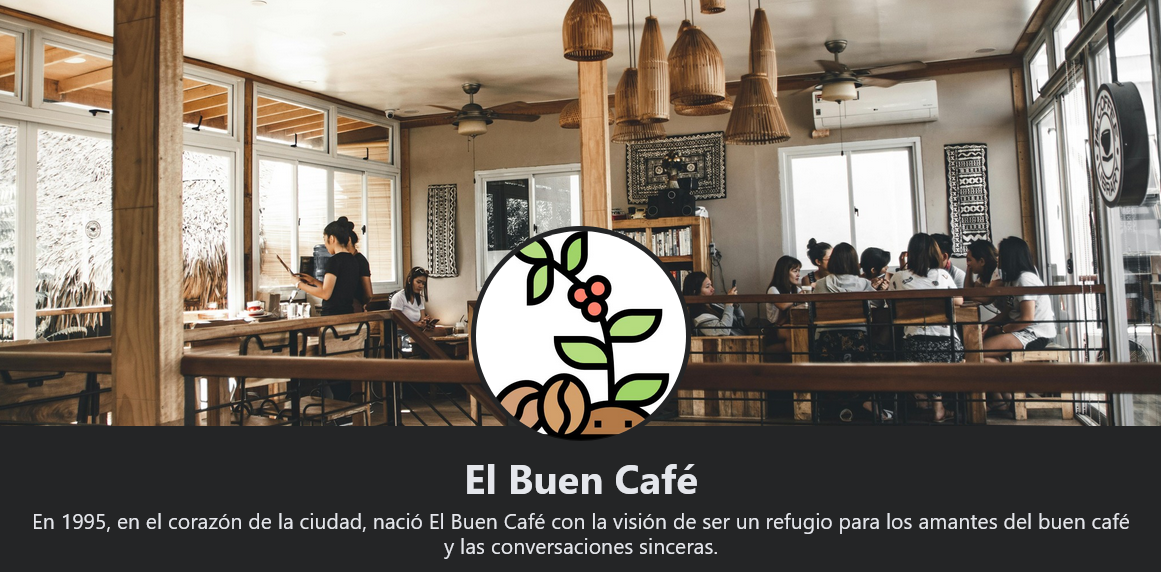 El Buen Café
En 1995, en el corazón de la ciudad, nació El Buen Café con la visión de ser un refugio para los amantes del buen café
y las conversaciones sinceras.